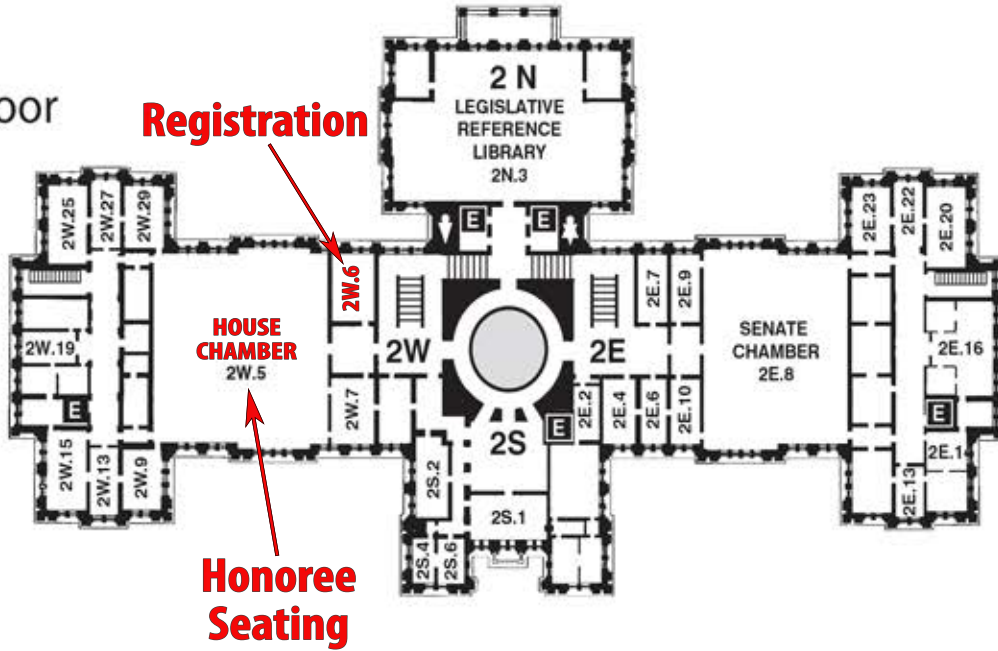 oor
Registration
2 N
LEGISLATIVE
REFERENCE
LIBRARY
2N.3
E
E
2W.25
2W.27
2W.29
2W.6
2E.7
2E.9
2E.23
2E.22
2E.20
HOUSE
CHAMBER
2W.5
2W
2E
SENATE
CHAMBER
2E.8
2W.19
2E.16
E
2W.7
2E.2
2E.4
2E.6
2E.10
E
E
2S
2W.15
2W.13
2W.9
2S.2
2S.1
2E.13
2E.1
2S.4
2S.6
Honoree
Seating